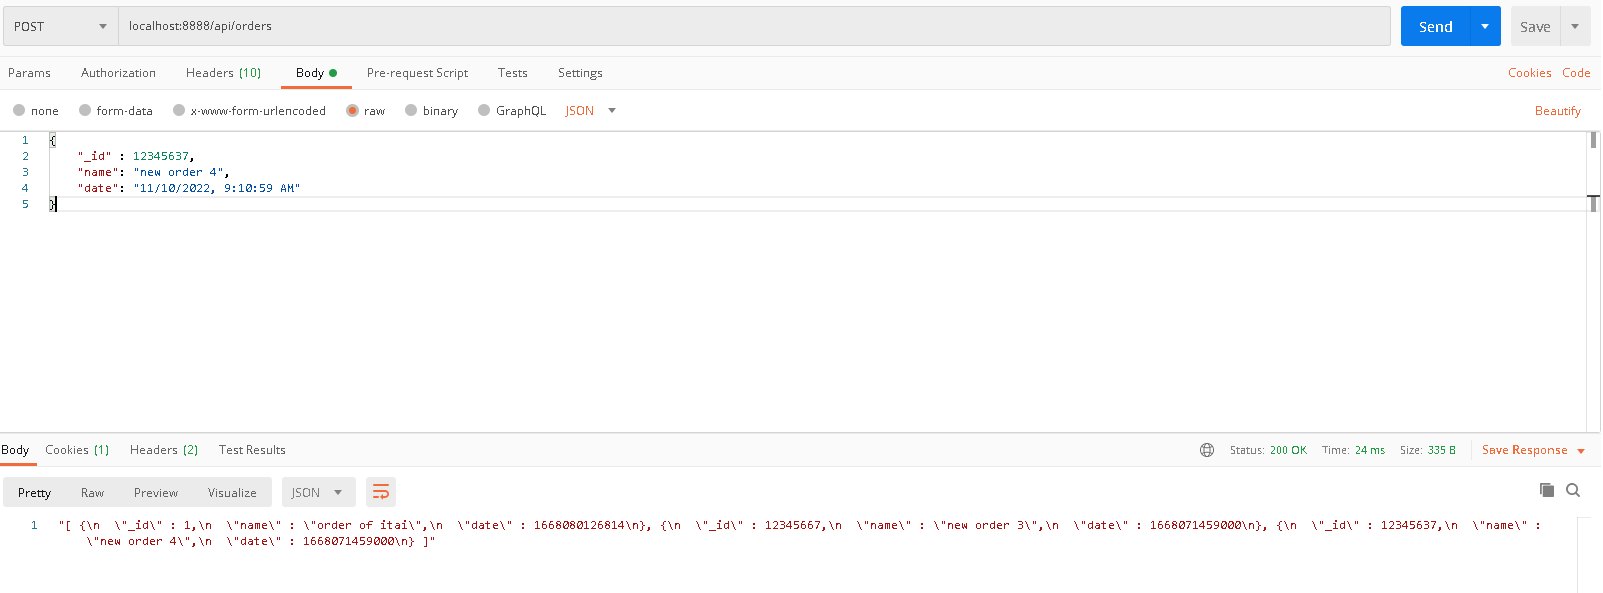 POST localhost:8888/api/orders Send Save
Params Authorization Headers (10) Body Pre-request Script Tests Settings Cookies Code
none form-data x-www-form-urlencoded raw binary GraphQL JSON Beautify
1 {
2 "_id" : 12345637,
3 "name": "new order 4",
4 "date": "11/10/2022, 9:10:59 AM"
5 }
Body Cookies (1) Headers (2) Test Results Status: 200 OK Time: 24 ms Size: 335 B Save Response
Pretty Raw Preview Visualize JSON
1 "[ {\n  \"_id\" : 1,\n  \"name\" : \"order of itai\",\n  \"date\" : 1668080126814\n}, {\n  \"_id\" : 12345667,\n  \"name\" : \"new order 3\",\n  \"date\" : 1668071459000\n}, {\n  \"_id\" : 12345637,\n  \"name\" :
\"new order 4\",\n  \"date\" : 1668071459000\n} ]"